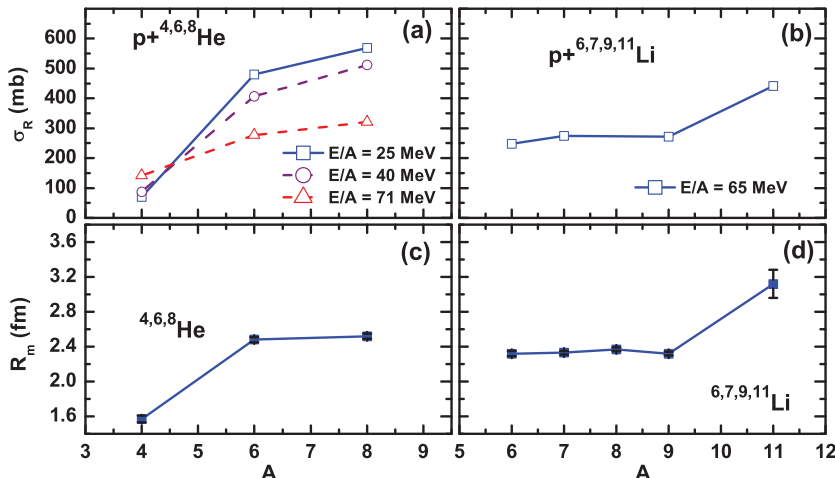 p+⁴,⁶,⁸He
(a)
σ_R (mb)
600
500
400
300
200
100
0
E/A = 25 MeV
E/A = 40 MeV
E/A = 71 MeV
(b)
p+⁶,⁷,⁹,¹¹Li
E/A = 65 MeV
(c)
⁴,⁶,⁸He
R_m (fm)
3.6
3.2
2.8
2.4
2.0
1.6
3 4 5 6 7 8 9
A
(d)
⁶,⁷,⁹,¹¹Li
5 6 7 8 9 10 11 12
A